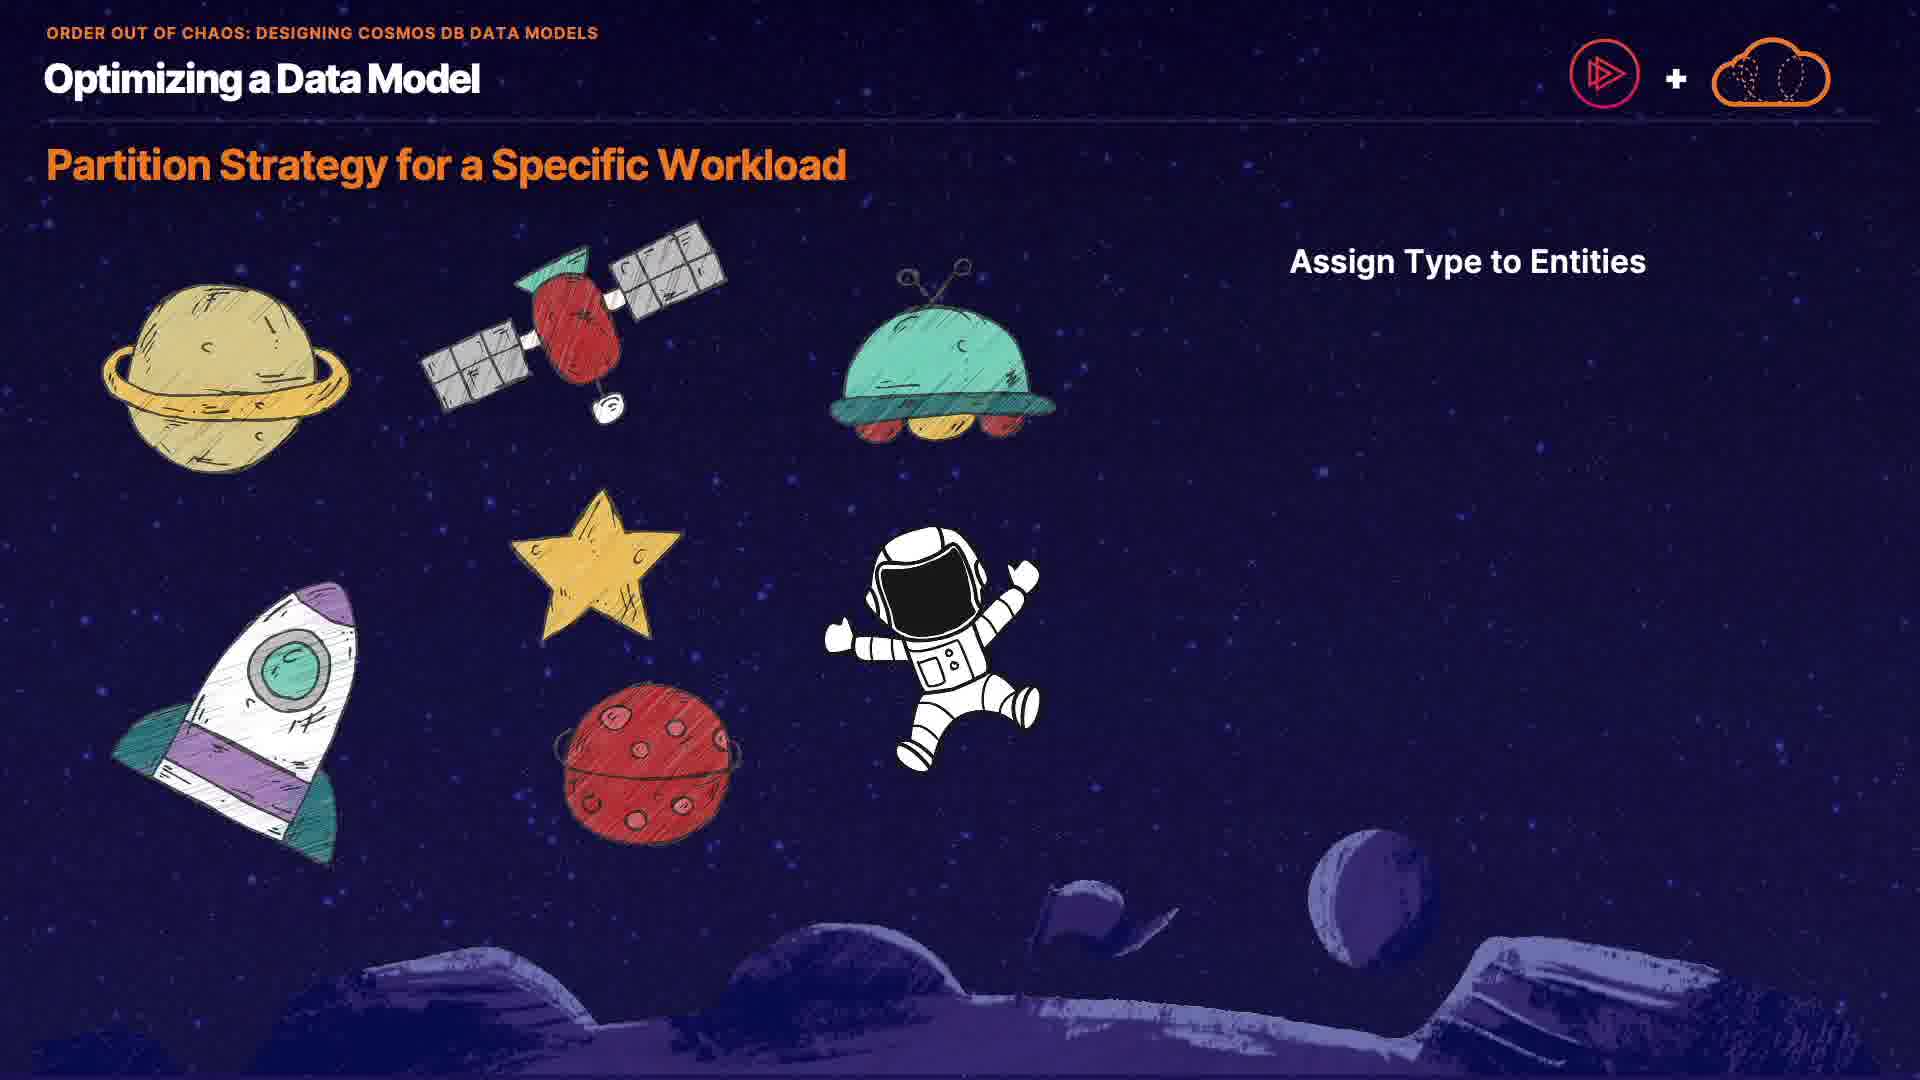 ORDER OUT OF CHAOS: DESIGNING COSMOS DB DATA MODELS
Optimizing a Data Model
+
Partition Strategy for a Specific Workload
Assign Type to Entities